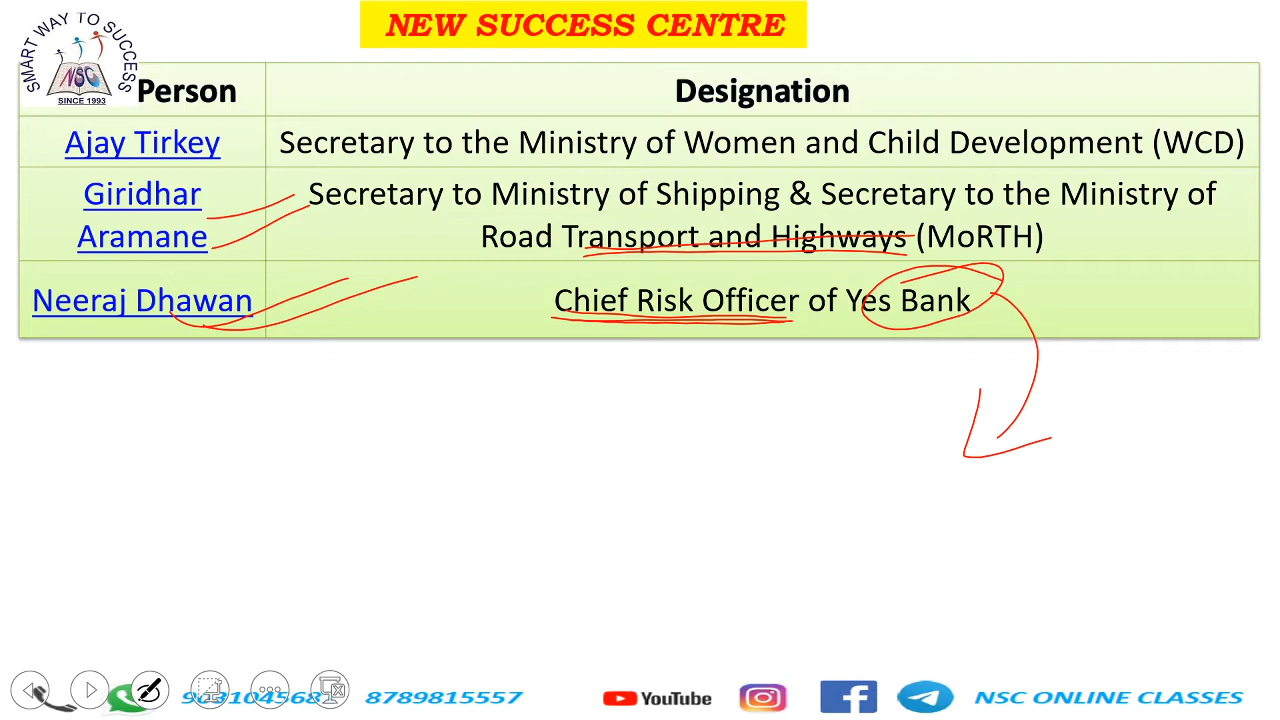 NEW SUCCESS CENTRE
SMART WAY TO SUCCESS
NSC
SINCE 1993
Person Designation
Ajay Tirkey Secretary to the Ministry of Women and Child Development (WCD)
Giridhar Secretary to Ministry of Shipping & Secretary to the Ministry of
Aramane Road Transport and Highways (MoRTH)
Neeraj Dhawan Chief Risk Officer of Yes Bank
8789815557 YouTube NSC ONLINE CLASSES